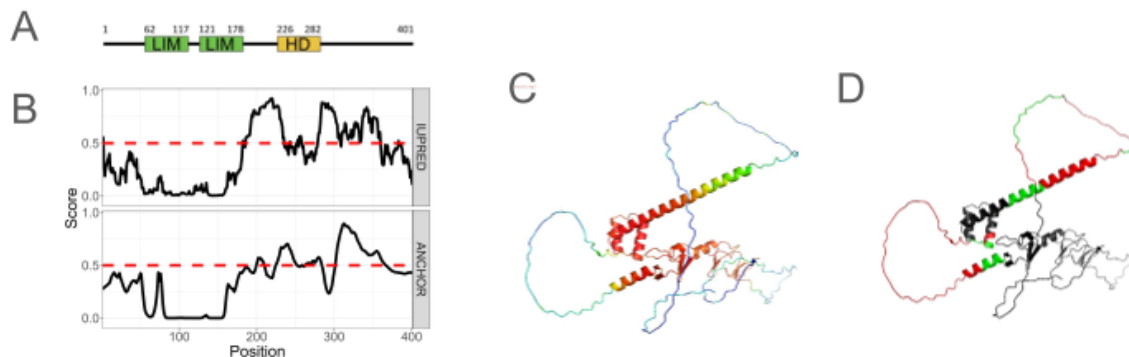 A
1 62 117 121 178 226 282 401
LIM LIM HD
B
C
D
1.0
0.5
0.0
IUPRED
Score
1.0
0.5
0.0
ANCHOR
100 200 300 400
Position